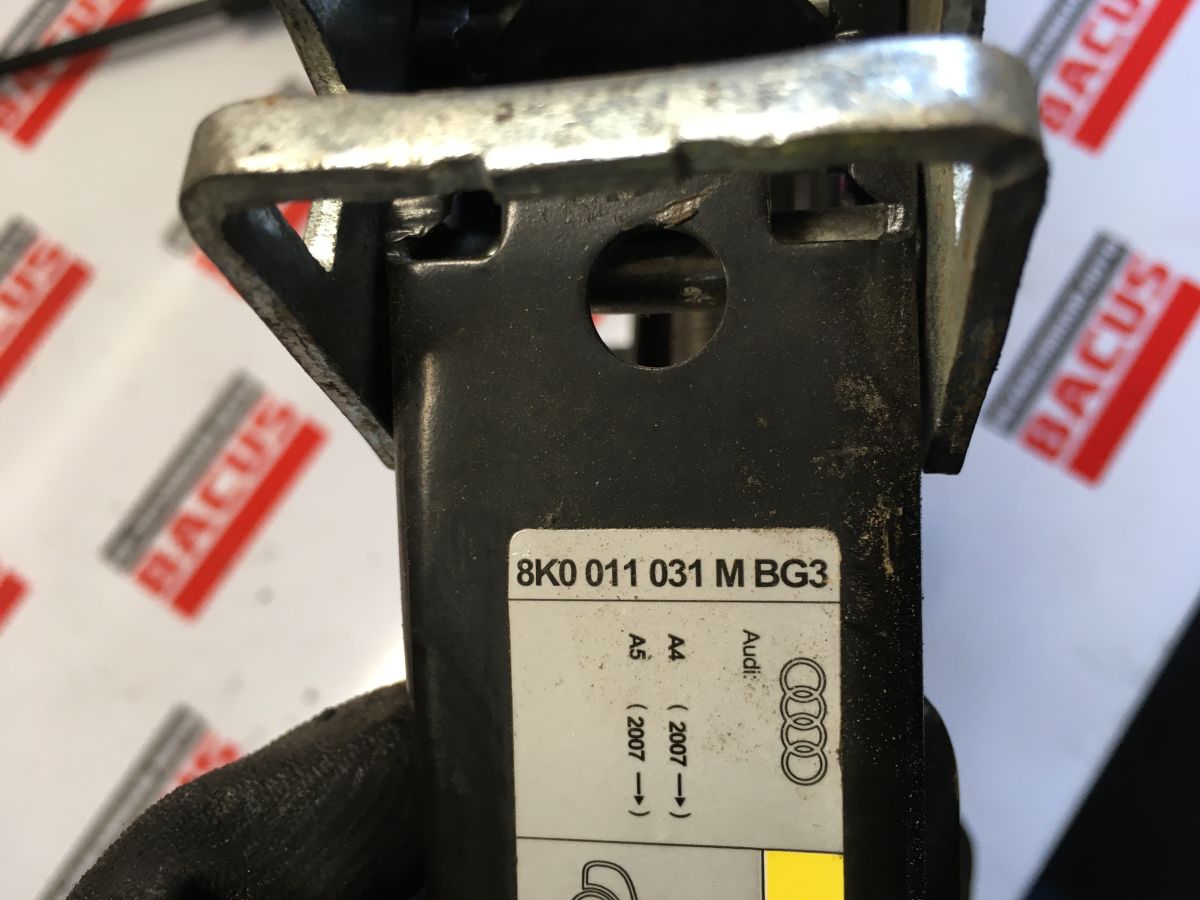 8K0 011 031 M BG3
Audi:
A4 ( 2007 → )
A5 ( 2007 → )
BACUS
BACUS
BACUS
BACUS
BACUS